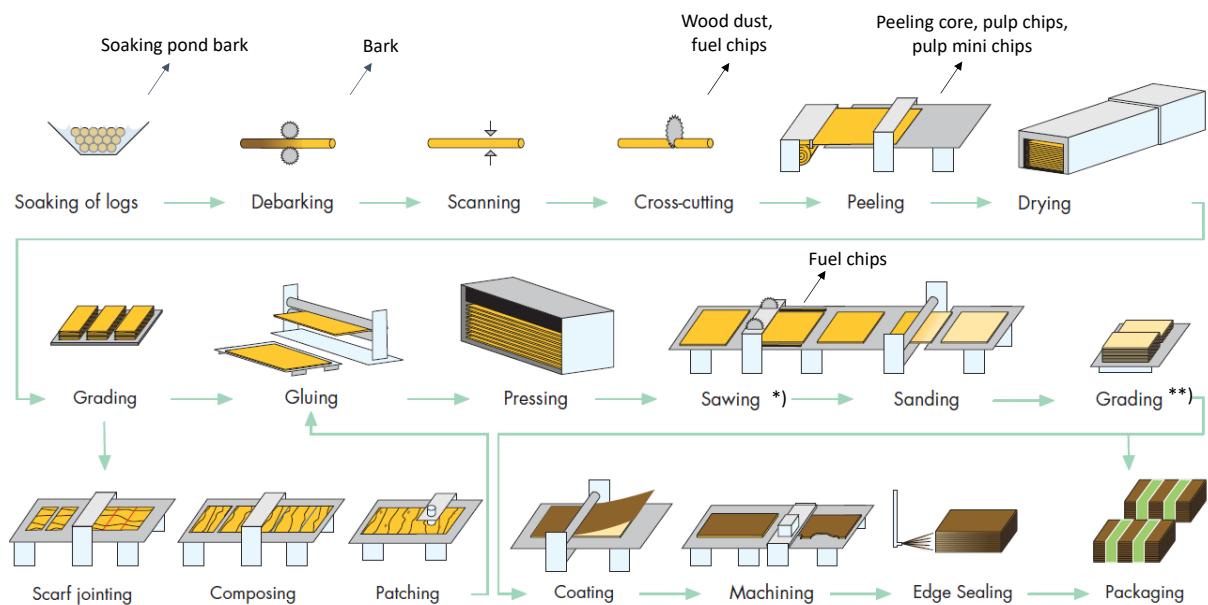 Soaking pond bark
Bark
Wood dust,
fuel chips
Peeling core, pulp chips,
pulp mini chips
Soaking of logs
Debarking
Scanning
Cross-cutting
Peeling
Drying
Fuel chips
Grading
Gluing
Pressing
Sawing *)
Sanding
Grading **)
Scarf jointing
Composing
Patching
Coating
Machining
Edge Sealing
Packaging